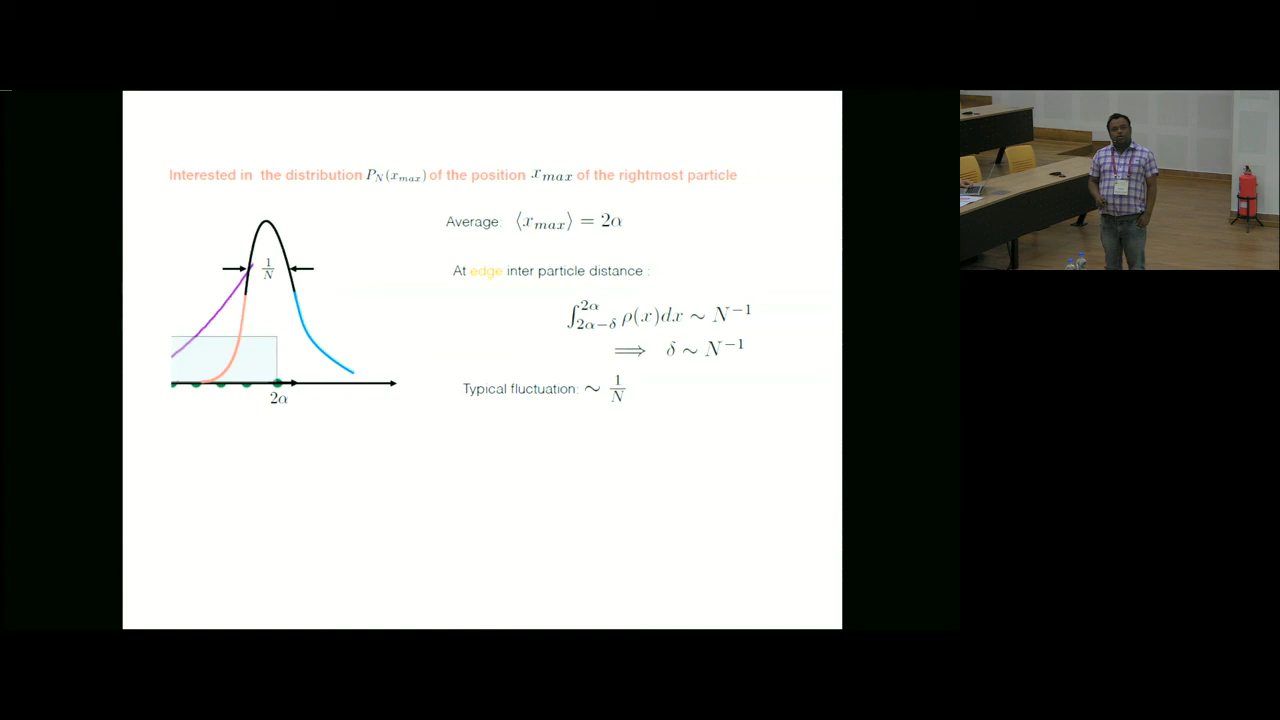 Interested in the distribution P_N(x_max) of the position x_max of the rightmost particle
Average: ⟨x_max⟩ = 2α
1/N
At edge inter particle distance :
∫_{2α−δ}^{2α} ρ(x)dx ∼ N^{−1}
⟹ δ ∼ N^{−1}
Typical fluctuation: ∼ 1/N
2α